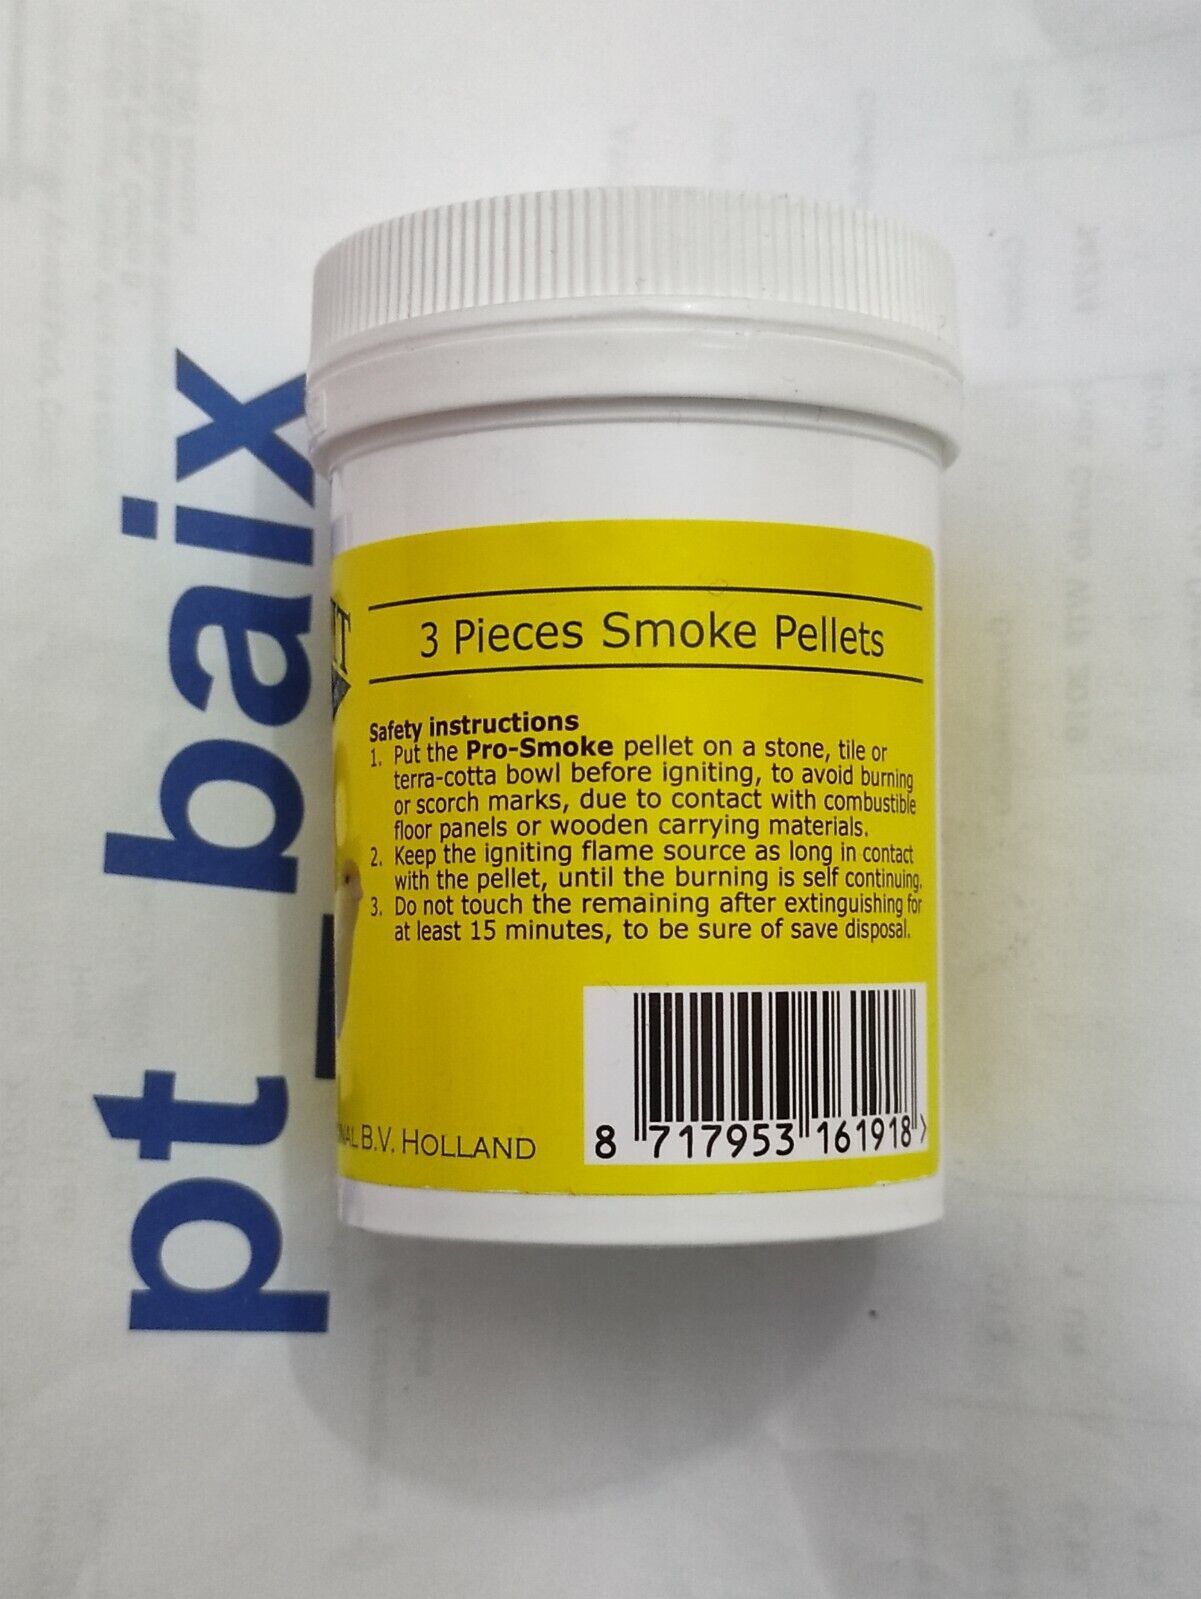 3 Pieces Smoke Pellets
Safety instructions
1. Put the Pro-Smoke pellet on a stone, tile or
terra-cotta bowl before igniting, to avoid burning
or scorch marks, due to contact with combustible
floor panels or wooden carrying materials.
2. Keep the igniting flame source as long in contact
with the pellet, until the burning is self continuing.
3. Do not touch the remaining after extinguishing for
at least 15 minutes, to be sure of save disposal.
B.V. HOLLAND
8 717953 161918 >
pt_baix